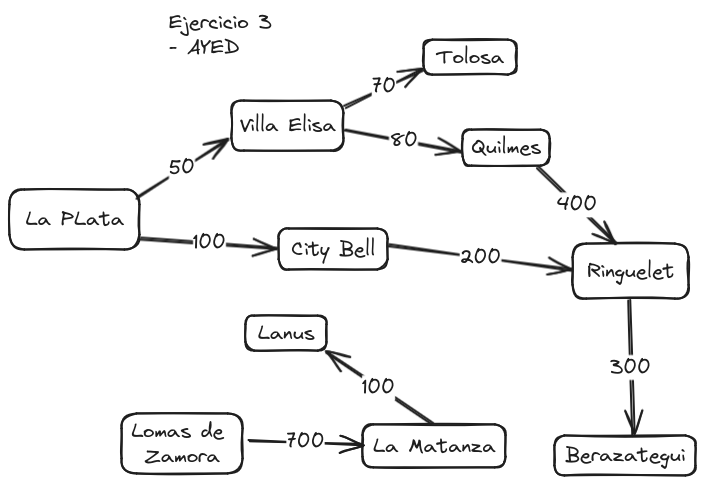 Ejercicio 3
- AYED
Tolosa
70
Villa Elisa
80
Quilmes
50
400
La PLata
100
City Bell
200
Ringuelet
Lanus
100
300
Lomas de
Zamora
700
La Matanza
Berazategui